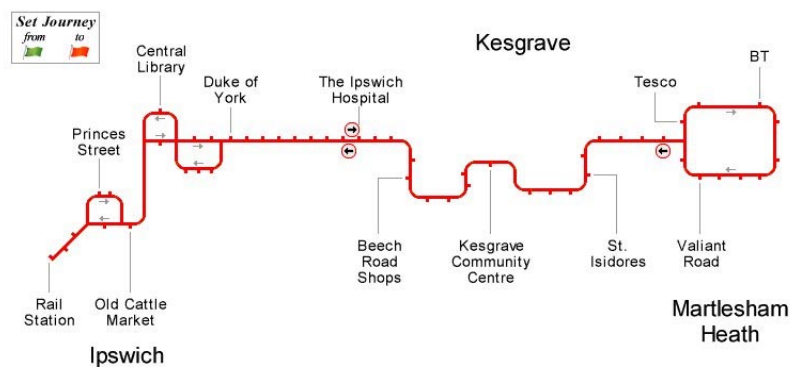 Set Journey
from to
Kesgrave
BT
Central
Library
Duke of
York
The Ipswich
Hospital
Tesco
Princes
Street
Beech
Road
Shops
Kesgrave
Community
Centre
St.
Isidores
Valiant
Road
Rail
Station
Old Cattle
Market
Martlesham
Heath
Ipswich